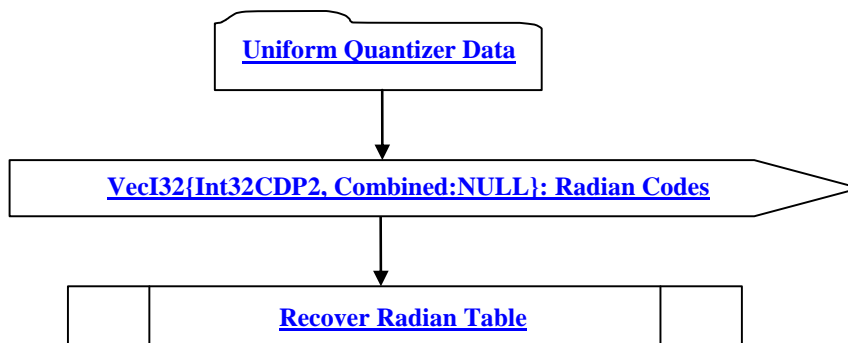 Uniform Quantizer Data
VecI32{Int32CDP2, Combined:NULL}: Radian Codes
Recover Radian Table